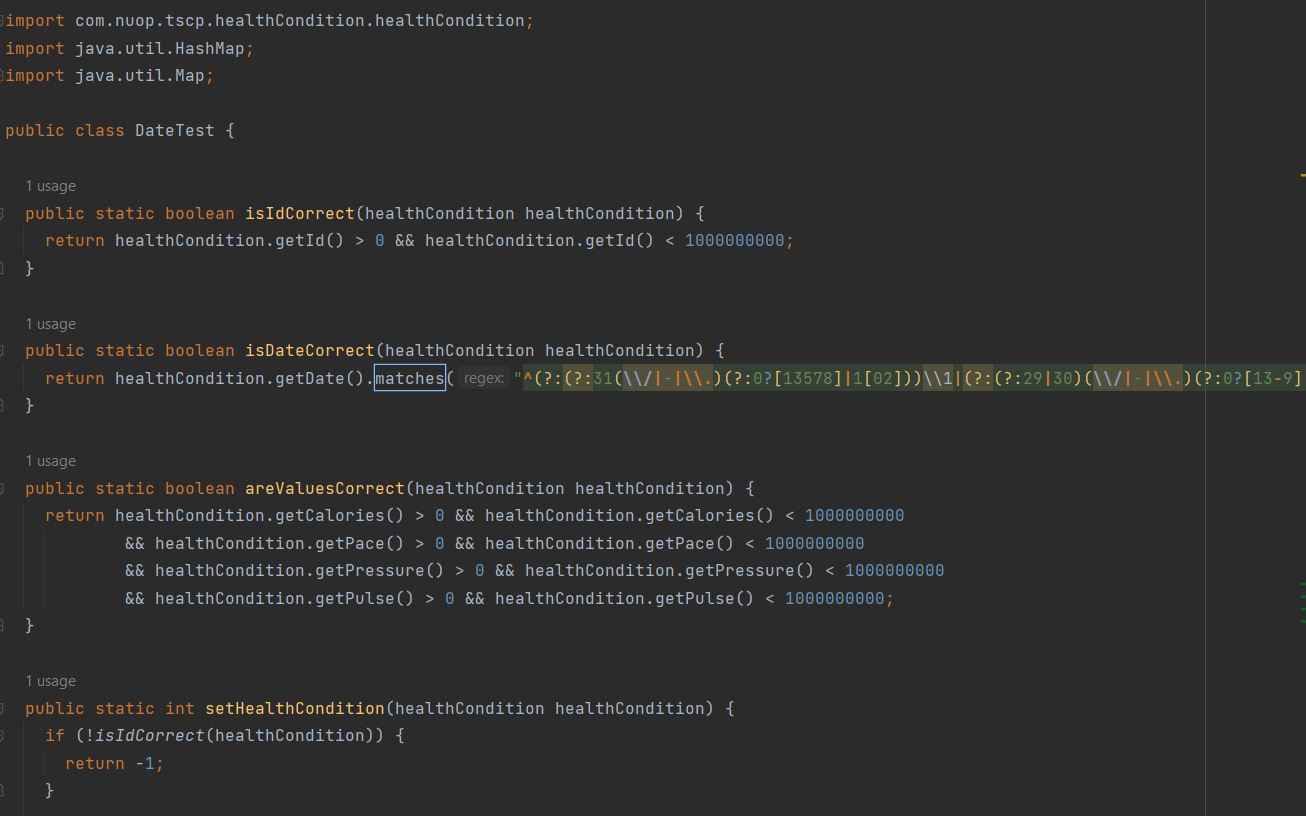 import com.nuop.tscp.healthCondition.healthCondition;
import java.util.HashMap;
import java.util.Map;
public class DateTest {
1 usage
public static boolean isIdCorrect(healthCondition healthCondition) {
return healthCondition.getId() > 0 && healthCondition.getId() < 1000000000;
}
1 usage
public static boolean isDateCorrect(healthCondition healthCondition) {
return healthCondition.getDate().matches( regex: "^(?:(?:31(\\/|-|\\.)(?:0?[13578]|1[02]))\\1|(?:(?:29|30)(\\/|-|\\.)(?:0?[13-9]
}
1 usage
public static boolean areValuesCorrect(healthCondition healthCondition) {
return healthCondition.getCalories() > 0 && healthCondition.getCalories() < 1000000000
&& healthCondition.getPace() > 0 && healthCondition.getPace() < 1000000000
&& healthCondition.getPressure() > 0 && healthCondition.getPressure() < 1000000000
&& healthCondition.getPulse() > 0 && healthCondition.getPulse() < 1000000000;
}
1 usage
public static int setHealthCondition(healthCondition healthCondition) {
if (!isIdCorrect(healthCondition)) {
return -1;
}